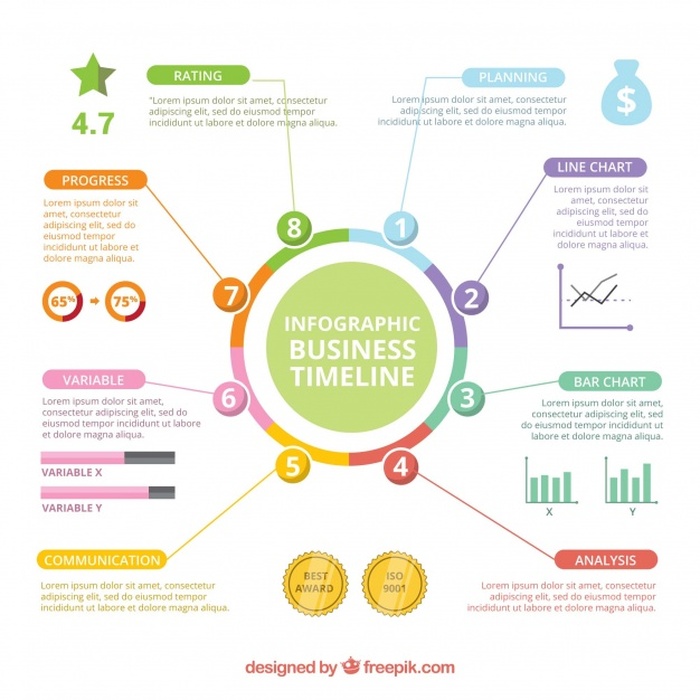 RATING
4.7
"Lorem ipsum dolor sit amet, consectetur
adipiscing elit, sed do eiusmod tempor
incididunt ut labore et dolore magna aliqua.
PLANNING
Lorem ipsum dolor sit amet, consectetur
adipiscing elit, sed do eiusmod tempor
incididunt ut labore et dolore magna aliqua.
$
PROGRESS
Lorem ipsum dolor sit
amet, consectetur
adipiscing elit, sed do
eiusmod tempor
incididunt ut labore et
dolore magna aliqua.
65%
75%
LINE CHART
Lorem ipsum dolor sit
amet, consectetur
adipiscing elit, sed do
eiusmod tempor
incididunt ut labore et
dolore magna aliqua.
8
1
7
2
INFOGRAPHIC
BUSINESS
TIMELINE
6
3
5
4
VARIABLE
Lorem ipsum dolor sit amet, consectetur
adipiscing elit, sed do eiusmod tempor
incididunt ut labore et dolore magna
aliqua.
VARIABLE X
VARIABLE Y
BAR CHART
Lorem ipsum dolor sit amet,
consectetur adipiscing elit, sed
do eiusmod tempor incididunt ut
labore et dolore magna aliqua.
X
Y
COMMUNICATION
Lorem ipsum dolor sit amet, consectetur
adipiscing elit, sed do eiusmod tempor
incididunt ut labore et dolore magna aliqua.
BEST
AWARD
ISO
9001
ANALYSIS
Lorem ipsum dolor sit amet, consectetur
adipiscing elit, sed do eiusmod tempor
incididunt ut labore et dolore magna aliqua.
designed by freepik.com